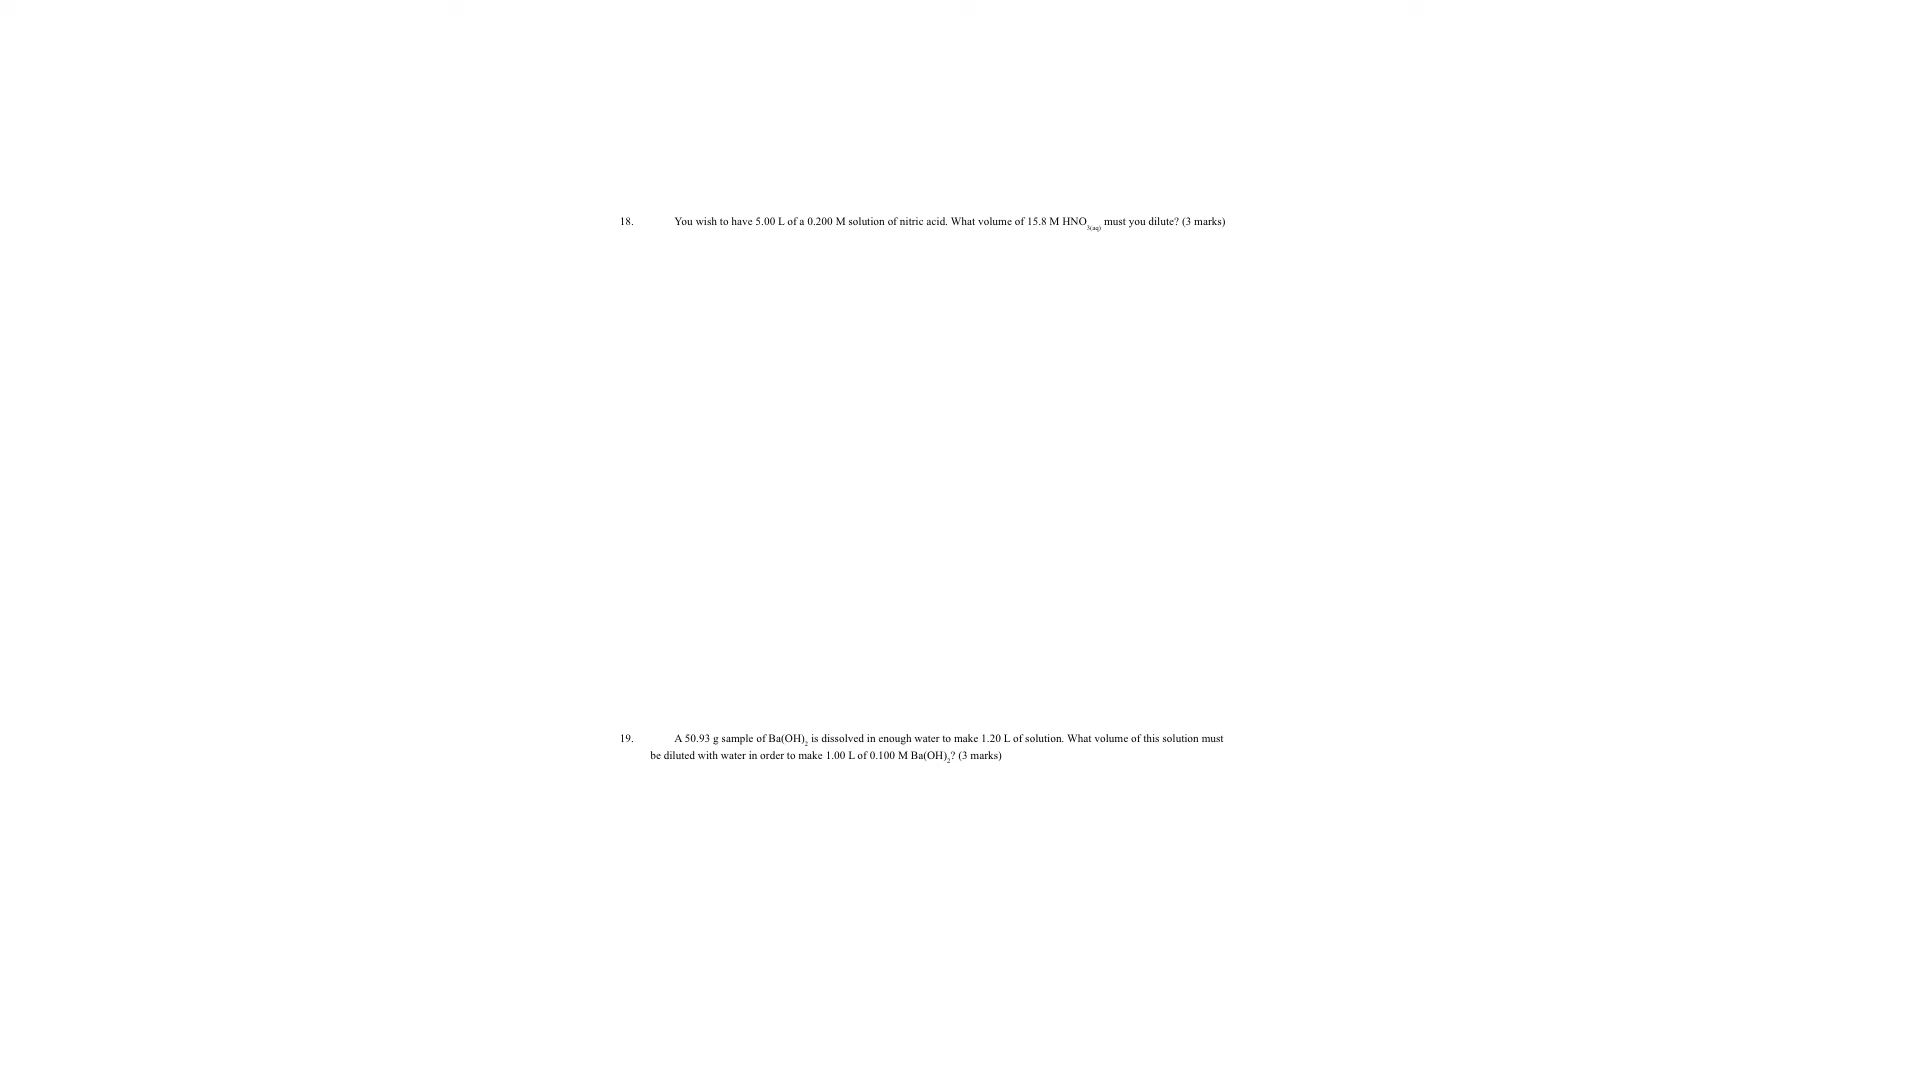 18. You wish to have 5.00 L of a 0.200 M solution of nitric acid. What volume of 15.8 M HNO₃₍aq₎ must you dilute? (3 marks)
19. A 50.93 g sample of Ba(OH)₂ is dissolved in enough water to make 1.20 L of solution. What volume of this solution must
be diluted with water in order to make 1.00 L of 0.100 M Ba(OH)₂? (3 marks)